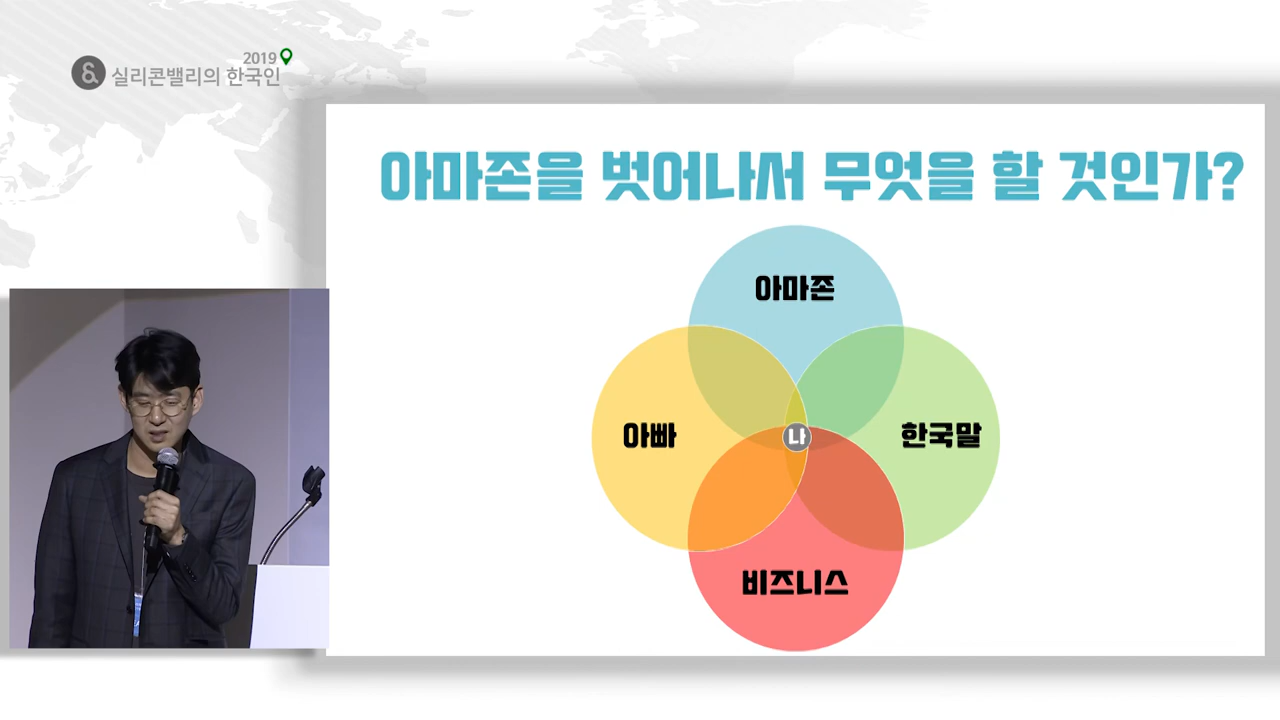 2019
& 실리콘밸리의 한국인
아마존을 벗어나서 무엇을 할 것인가?
아마존
아빠
나
한국말
비즈니스